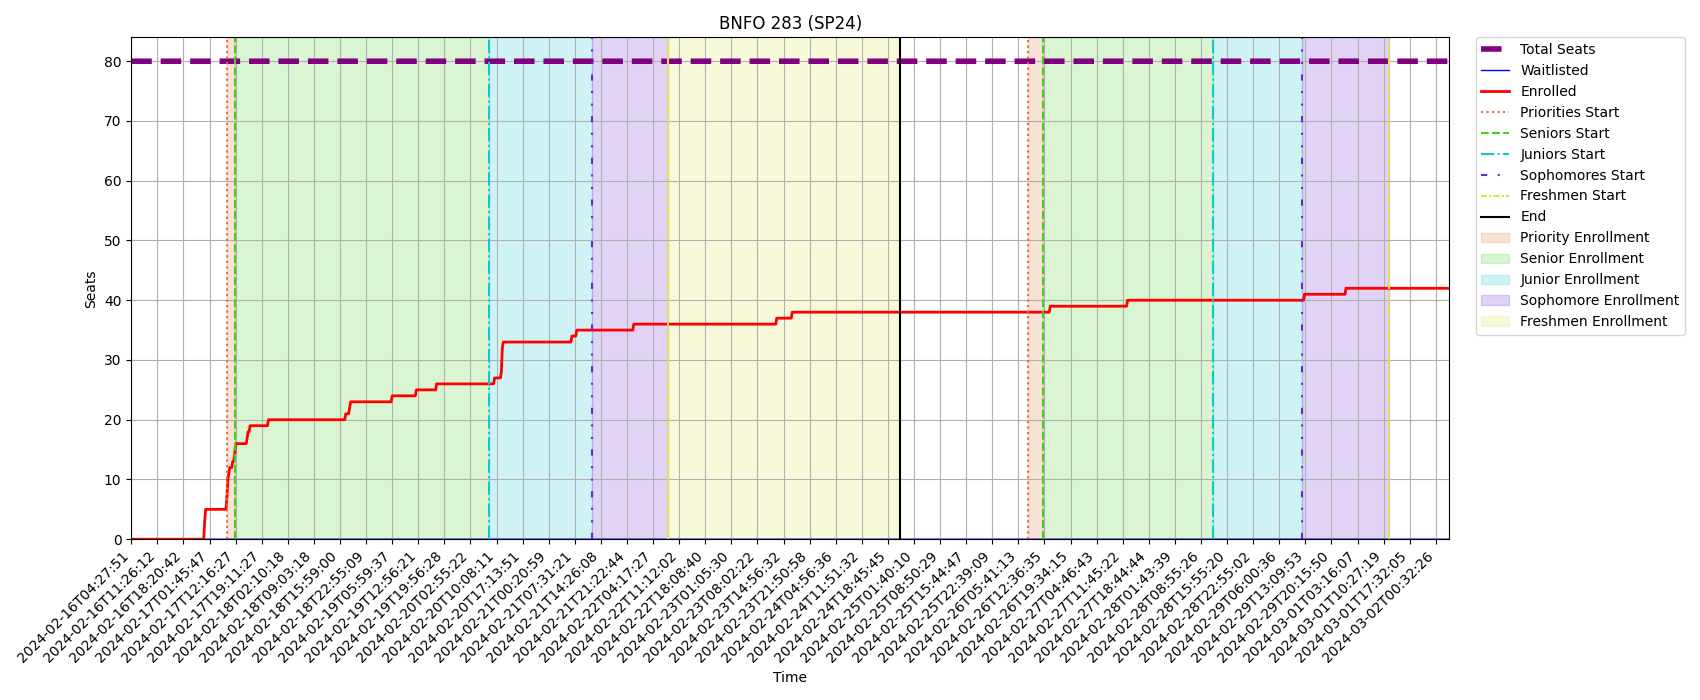 BNFO 283 (SP24)
Seats
80
70
60
50
40
30
20
10
0
2024-02-16T04:27:51
2024-02-16T11:26:12
2024-02-16T18:20:42
2024-02-17T01:45:47
2024-02-17T12:16:27
2024-02-17T19:11:27
2024-02-18T02:10:18
2024-02-18T09:03:18
2024-02-18T15:59:00
2024-02-18T22:55:09
2024-02-19T05:59:37
2024-02-19T12:56:21
2024-02-19T19:56:28
2024-02-20T02:55:22
2024-02-20T10:08:11
2024-02-20T17:13:51
2024-02-21T00:20:59
2024-02-21T07:31:21
2024-02-21T14:26:08
2024-02-21T21:22:44
2024-02-22T04:17:27
2024-02-22T11:12:02
2024-02-22T18:08:40
2024-02-23T01:05:30
2024-02-23T08:02:22
2024-02-23T14:56:32
2024-02-23T21:50:58
2024-02-24T04:56:36
2024-02-24T11:51:32
2024-02-24T18:45:45
2024-02-25T01:40:10
2024-02-25T08:50:29
2024-02-25T15:44:47
2024-02-25T22:39:09
2024-02-26T05:41:13
2024-02-26T12:36:35
2024-02-26T19:34:15
2024-02-27T04:46:43
2024-02-27T11:45:22
2024-02-27T18:44:44
2024-02-28T01:43:39
2024-02-28T08:55:26
2024-02-28T15:55:20
2024-02-28T22:55:02
2024-02-29T06:00:36
2024-02-29T13:09:53
2024-02-29T20:15:50
2024-03-01T03:16:07
2024-03-01T10:27:19
2024-03-01T17:32:05
2024-03-02T00:32:26
Time
Total Seats
Waitlisted
Enrolled
Priorities Start
Seniors Start
Juniors Start
Sophomores Start
Freshmen Start
End
Priority Enrollment
Senior Enrollment
Junior Enrollment
Sophomore Enrollment
Freshmen Enrollment